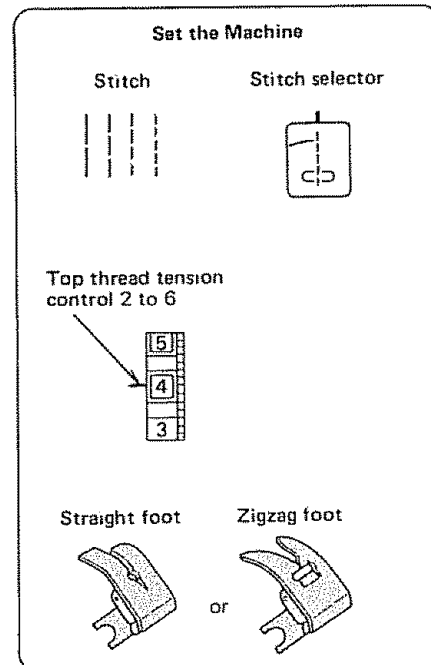 Set the Machine
Stitch
Stitch selector
Top thread tension
control 2 to 6
5
4
3
Straight foot
Zigzag foot
or